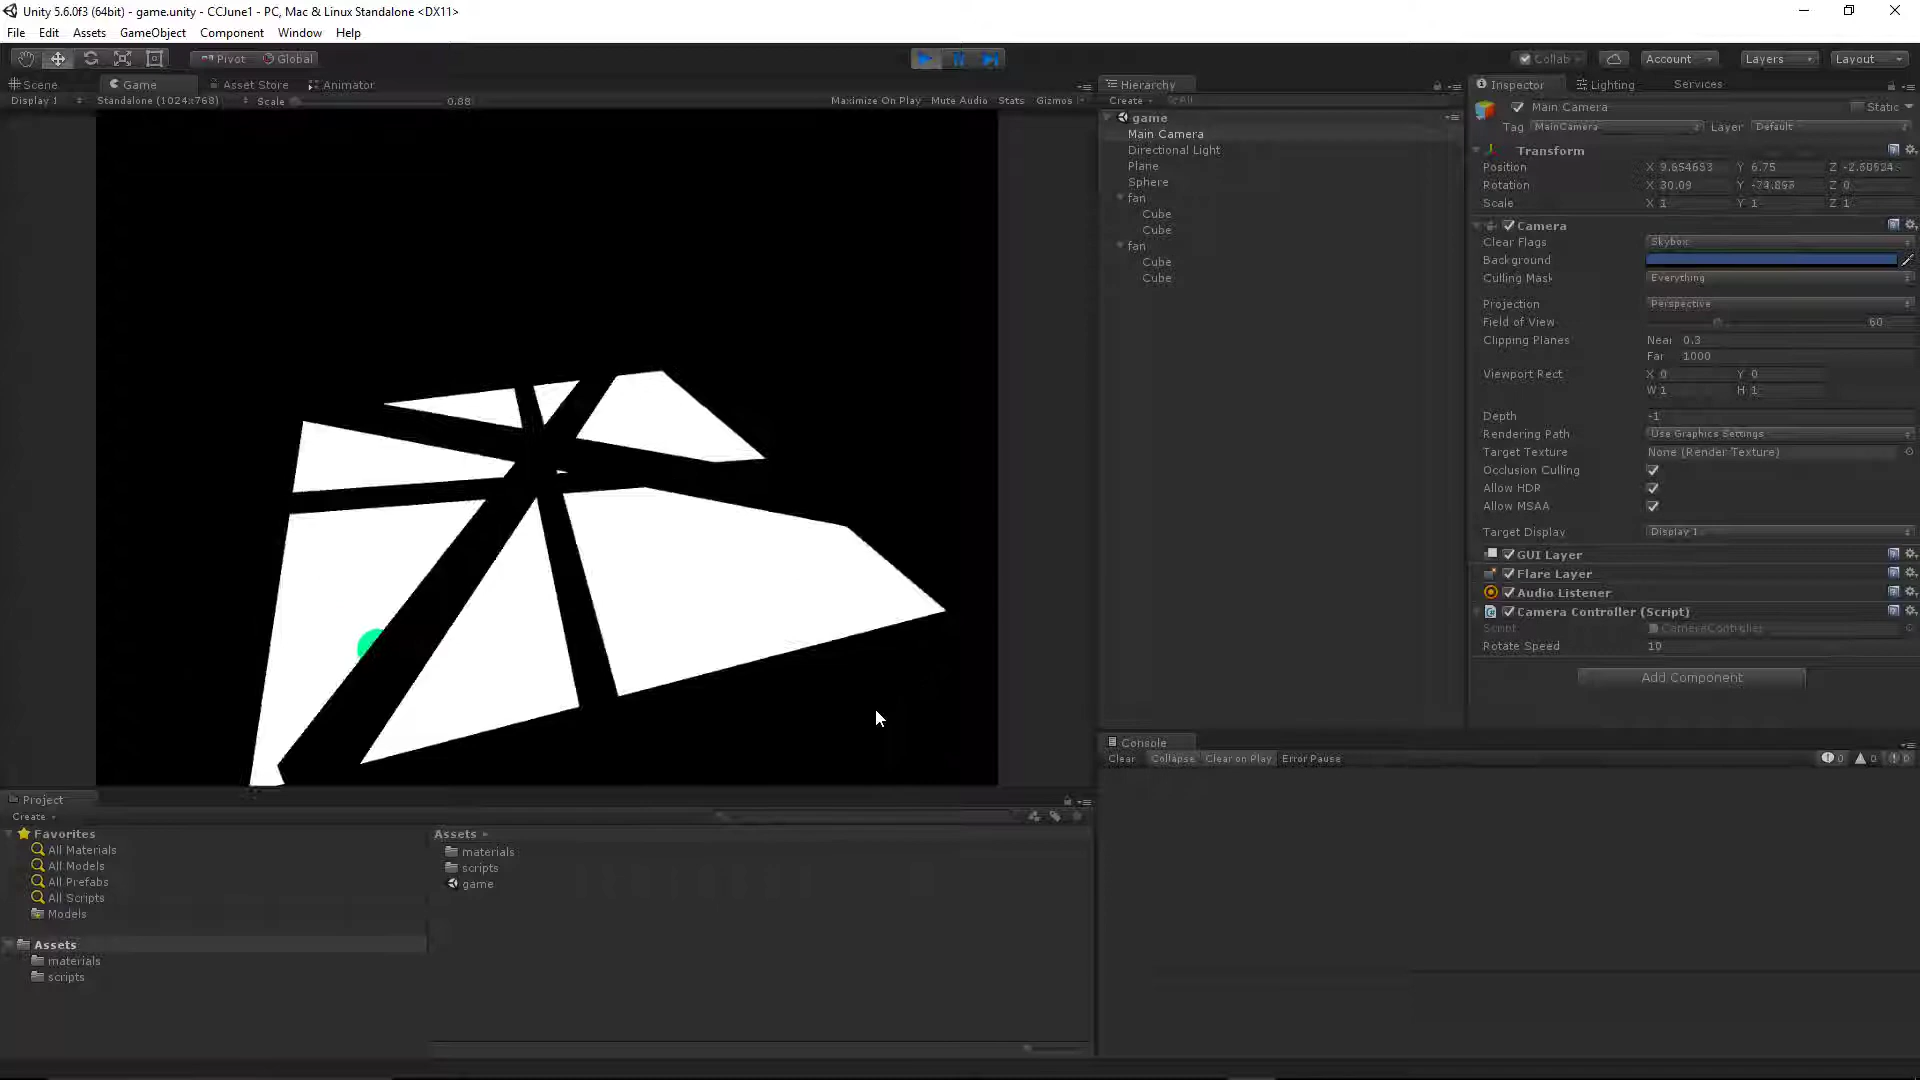 Unity 5.6.0f3 (64bit) - game.unity - CCJune1 - PC, Mac & Linux Standalone <DX11>
File Edit Assets GameObject Component Window Help
Pivot Global Collab Account Layers Layout
Scene Game Asset Store Animator
Display 1 Standalone (1024x768) Scale 0.88 Maximize On Play Mute Audio Stats Gizmos
Hierarchy
Create All
game
Main Camera
Directional Light
Plane
Sphere
fan
Cube
Cube
fan
Cube
Cube
Inspector Lighting Services
Main Camera Static
Tag MainCamera Layer Default
Transform
Position X 9.654653 Y 6.75 Z
Rotation X 30.09 Y Z 0
Scale X 1 Y 1 Z 1
Camera
Clear Flags Skybox
Background
Culling Mask Everything
Projection Perspective
Field of View 60
Clipping Planes Near 0.3
Far 1000
Viewport Rect X 0 Y 0
W 1 H 1
Depth -1
Rendering Path Use Graphics Settings
Target Texture None (Render Texture)
Occlusion Culling
Allow HDR
Allow MSAA
Target Display Display 1
GUI Layer
Flare Layer
Audio Listener
Camera Controller (Script)
Script CameraController
Rotate Speed 10
Add Component
Console
Clear Collapse Clear on Play Error Pause 0 0 0
Project
Create
Favorites
All Materials
All Models
All Prefabs
All Scripts
Models
Assets
materials
scripts
Assets
materials
scripts
game